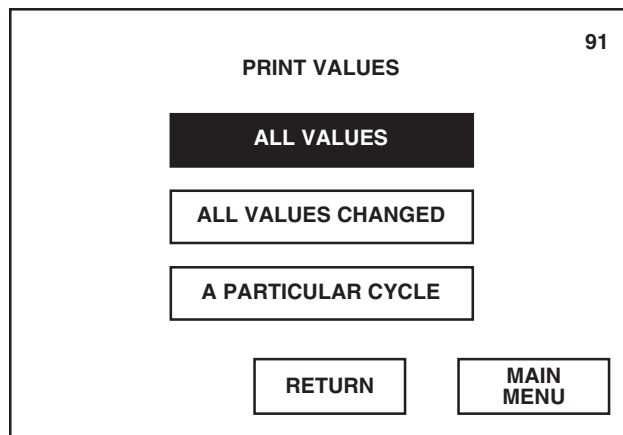 91
PRINT VALUES
ALL VALUES
ALL VALUES CHANGED
A PARTICULAR CYCLE
RETURN
MAIN
MENU